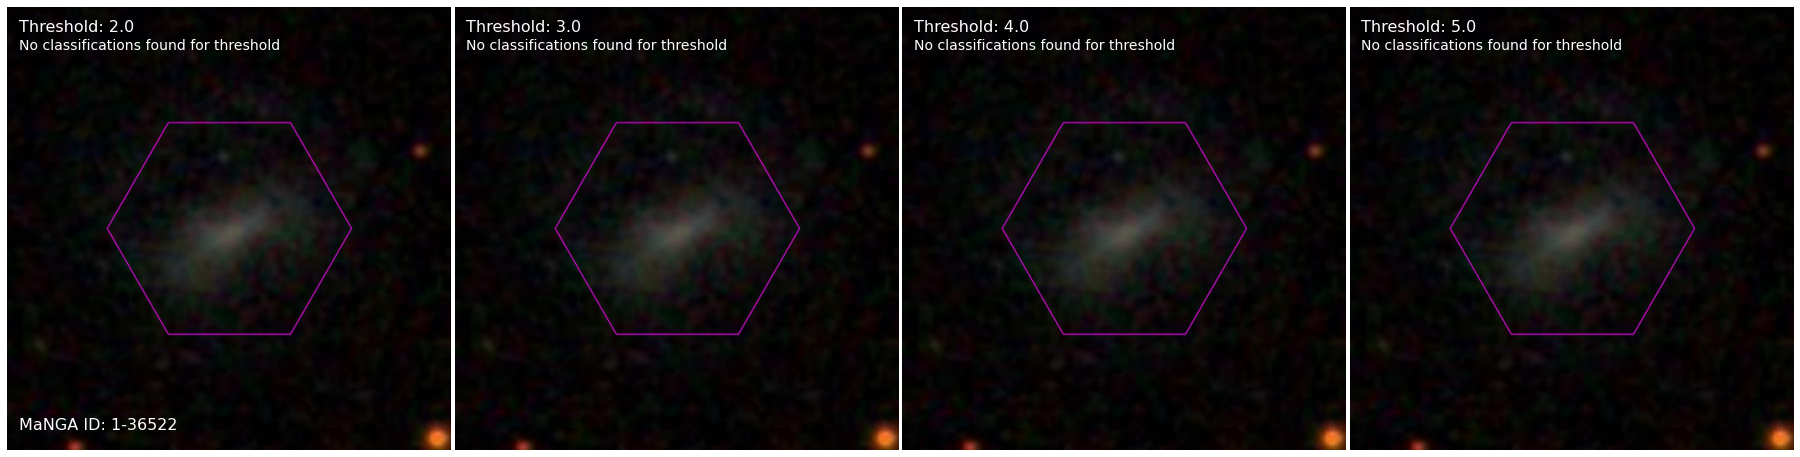 Threshold: 2.0
No classifications found for threshold
MaNGA ID: 1-36522
Threshold: 3.0
No classifications found for threshold
Threshold: 4.0
No classifications found for threshold
Threshold: 5.0
No classifications found for threshold